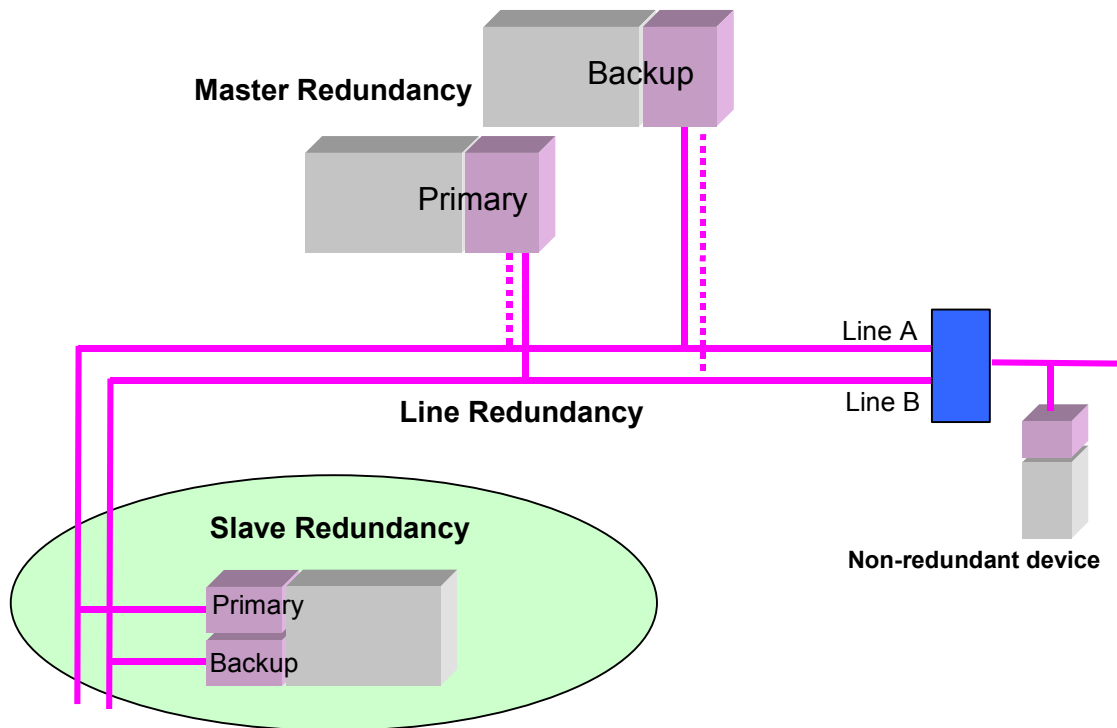 Backup
Master Redundancy
Primary
Line A
Line B
Line Redundancy
Slave Redundancy
Non-redundant device
Primary
Backup